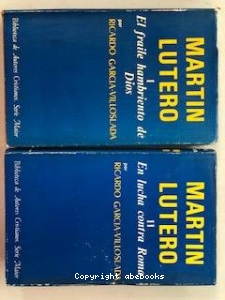 MARTIN
LUTERO
I
El fraile hambriento de
Dios
por
RICARDO GARCIA-VILLOSLADA
Biblioteca de Autores Cristianos. Serie Maior
MARTIN
LUTERO
II
En lucha contra Roma
por
RICARDO GARCIA-VILLOSLADA
Biblioteca de Autores Cristianos. Serie Maior
Copyright abebooks